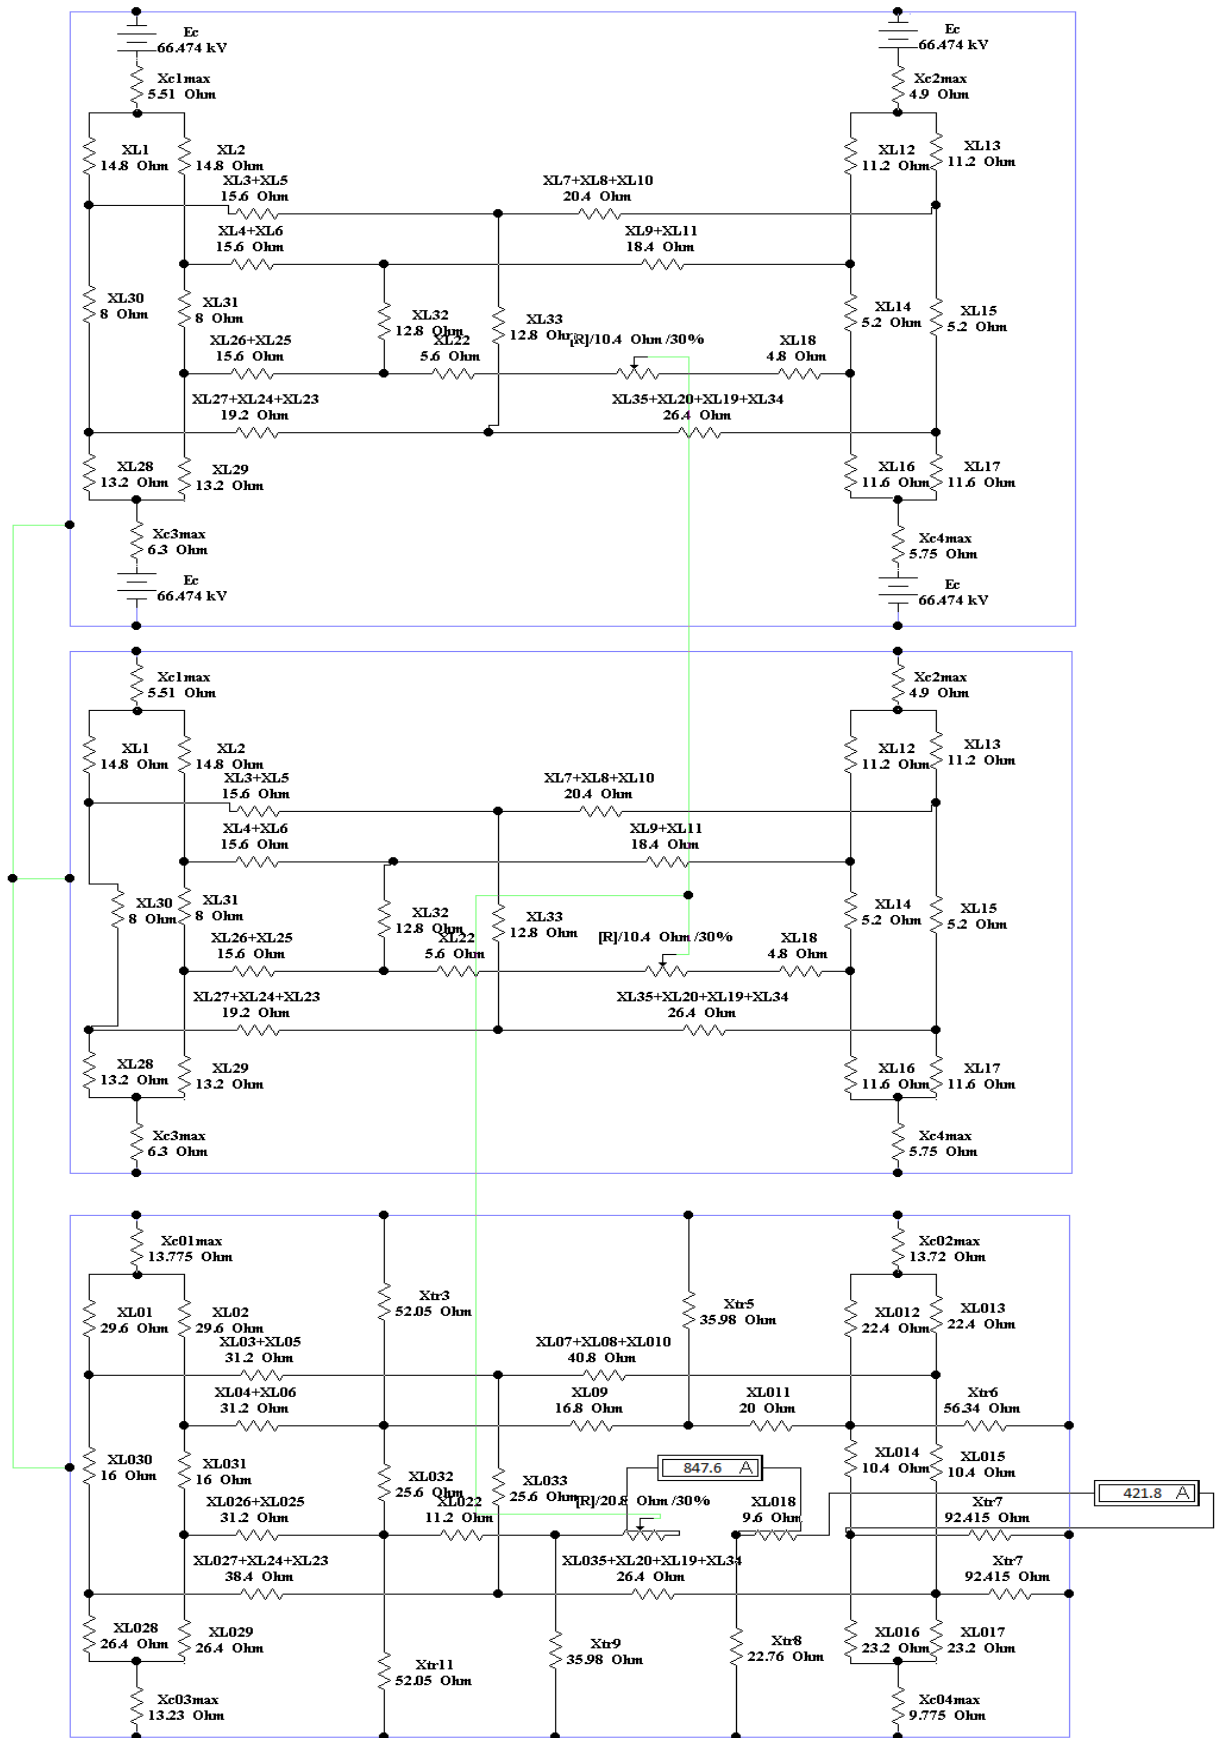 Ec
66.474 kV
Ec
66.474 kV
Xc1max
5.51 Ohm
Xc2max
4.9 Ohm
XL1
14.8 Ohm
XL2
14.8 Ohm
XL12
11.2 Ohm
XL13
11.2 Ohm
XL3+XL5
15.6 Ohm
XL7+XL8+XL10
20.4 Ohm
XL4+XL6
15.6 Ohm
XL9+XL11
18.4 Ohm
XL30
8 Ohm
XL31
8 Ohm
XL32
12.8 Ohm
XL33
12.8 Ohm
[R]/10.4 Ohm /30%
XL14
5.2 Ohm
XL15
5.2 Ohm
XL26+XL25
15.6 Ohm
XL22
5.6 Ohm
XL18
4.8 Ohm
XL27+XL24+XL23
19.2 Ohm
XL35+XL20+XL19+XL34
26.4 Ohm
XL28
13.2 Ohm
XL29
13.2 Ohm
XL16
11.6 Ohm
XL17
11.6 Ohm
Xc3max
6.3 Ohm
Xc4max
5.75 Ohm
Ec
66.474 kV
Ec
66.474 kV
Xc1max
5.51 Ohm
Xc2max
4.9 Ohm
XL1
14.8 Ohm
XL2
14.8 Ohm
XL12
11.2 Ohm
XL13
11.2 Ohm
XL3+XL5
15.6 Ohm
XL7+XL8+XL10
20.4 Ohm
XL4+XL6
15.6 Ohm
XL9+XL11
18.4 Ohm
XL30
8 Ohm
XL31
8 Ohm
XL32
12.8 Ohm
XL33
12.8 Ohm
[R]/10.4 Ohm /30%
XL14
5.2 Ohm
XL15
5.2 Ohm
XL26+XL25
15.6 Ohm
XL22
5.6 Ohm
XL18
4.8 Ohm
XL27+XL24+XL23
19.2 Ohm
XL35+XL20+XL19+XL34
26.4 Ohm
XL28
13.2 Ohm
XL29
13.2 Ohm
XL16
11.6 Ohm
XL17
11.6 Ohm
Xc3max
6.3 Ohm
Xc4max
5.75 Ohm
Xc01max
13.775 Ohm
Xc02max
13.72 Ohm
Xtr3
52.05 Ohm
Xtr5
35.98 Ohm
XL01
29.6 Ohm
XL02
29.6 Ohm
XL012
22.4 Ohm
XL013
22.4 Ohm
XL03+XL05
31.2 Ohm
XL07+XL08+XL010
40.8 Ohm
XL04+XL06
31.2 Ohm
XL09
16.8 Ohm
XL011
20 Ohm
Xtr6
56.34 Ohm
XL030
16 Ohm
XL031
16 Ohm
XL032
25.6 Ohm
XL033
25.6 Ohm
847.6 A
XL014
10.4 Ohm
XL015
10.4 Ohm
421.8 A
XL026+XL025
31.2 Ohm
XL022
11.2 Ohm
[R]/20.8 Ohm /30%
XL018
9.6 Ohm
Xtr7
92.415 Ohm
XL027+XL24+XL23
38.4 Ohm
XL035+XL20+XL19+XL34
26.4 Ohm
Xtr7
92.415 Ohm
XL028
26.4 Ohm
XL029
26.4 Ohm
Xtr11
52.05 Ohm
Xtr9
35.98 Ohm
Xtr8
22.76 Ohm
XL016
23.2 Ohm
XL017
23.2 Ohm
Xc03max
13.23 Ohm
Xc04max
9.775 Ohm